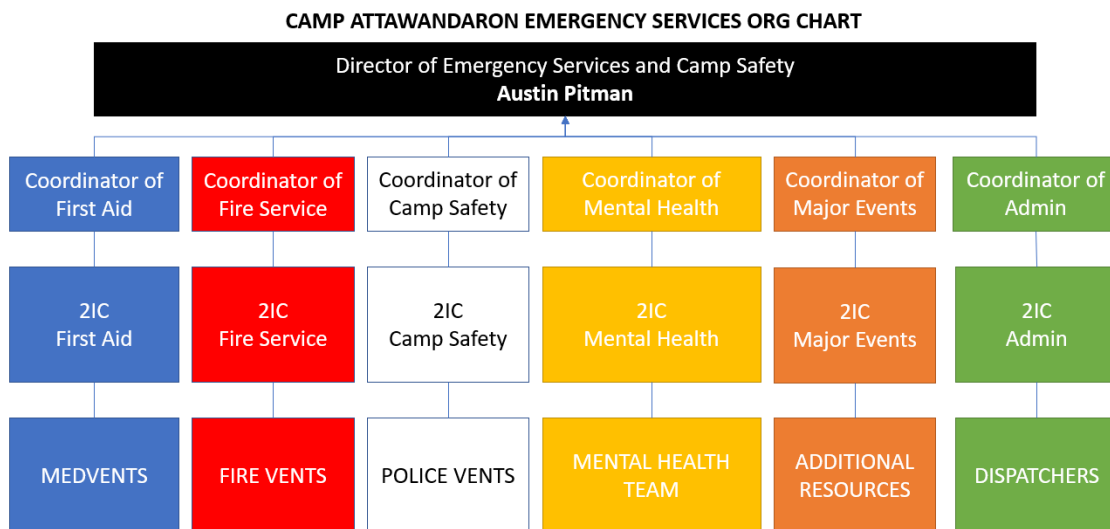 CAMP ATTAWANDARON EMERGENCY SERVICES ORG CHART
Director of Emergency Services and Camp Safety
Austin Pitman
Coordinator of
First Aid
Coordinator of
Fire Service
Coordinator of
Camp Safety
Coordinator of
Mental Health
Coordinator of
Major Events
Coordinator of
Admin
2IC
First Aid
2IC
Fire Service
2IC
Camp Safety
2IC
Mental Health
2IC
Major Events
2IC
Admin
MEDVENTS
FIRE VENTS
POLICE VENTS
MENTAL HEALTH
TEAM
ADDITIONAL
RESOURCES
DISPATCHERS